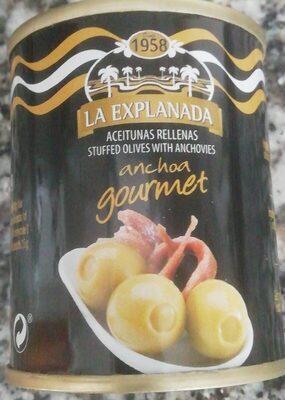 1958
LA EXPLANADA
ACEITUNAS RELLENAS
STUFFED OLIVES WITH ANCHOVIES
anchoa
gourmet